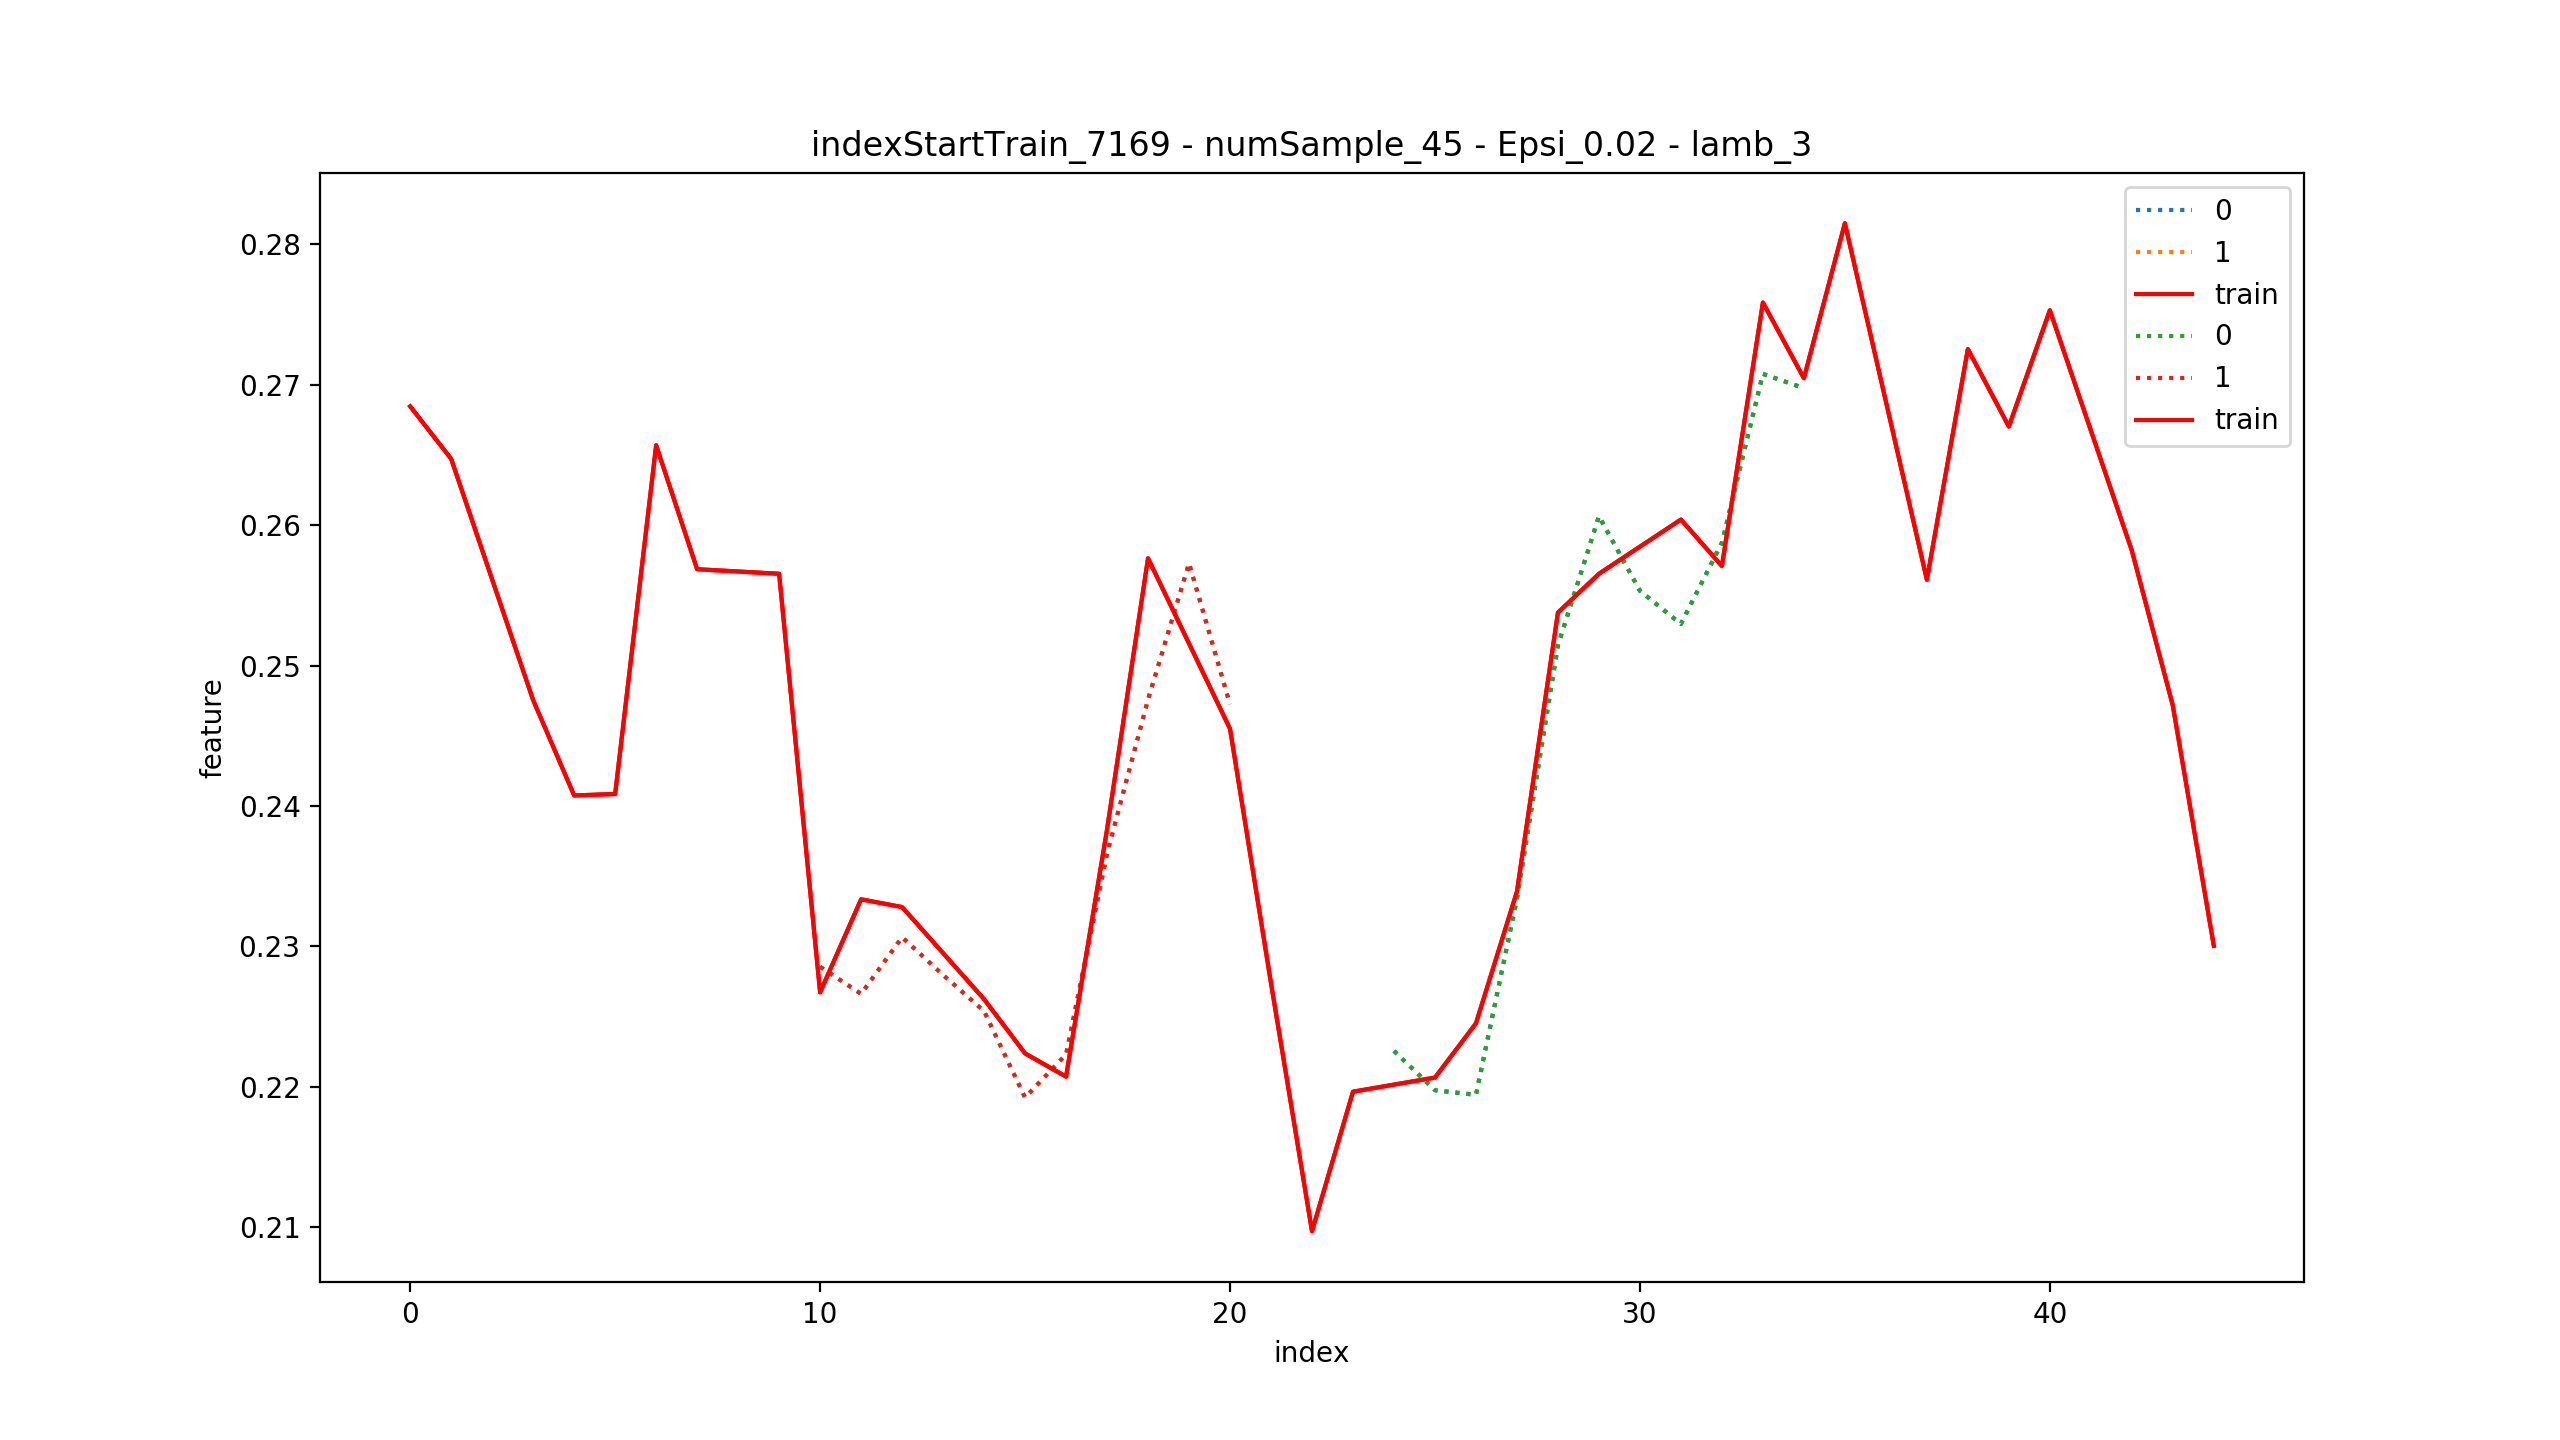 indexStartTrain_7169 - numSample_45 - Epsi_0.02 - lamb_3
0
1
train
0
1
train
0.28
0.27
0.26
0.25
0.24
0.23
0.22
0.21
feature
0 10 20 30 40
index